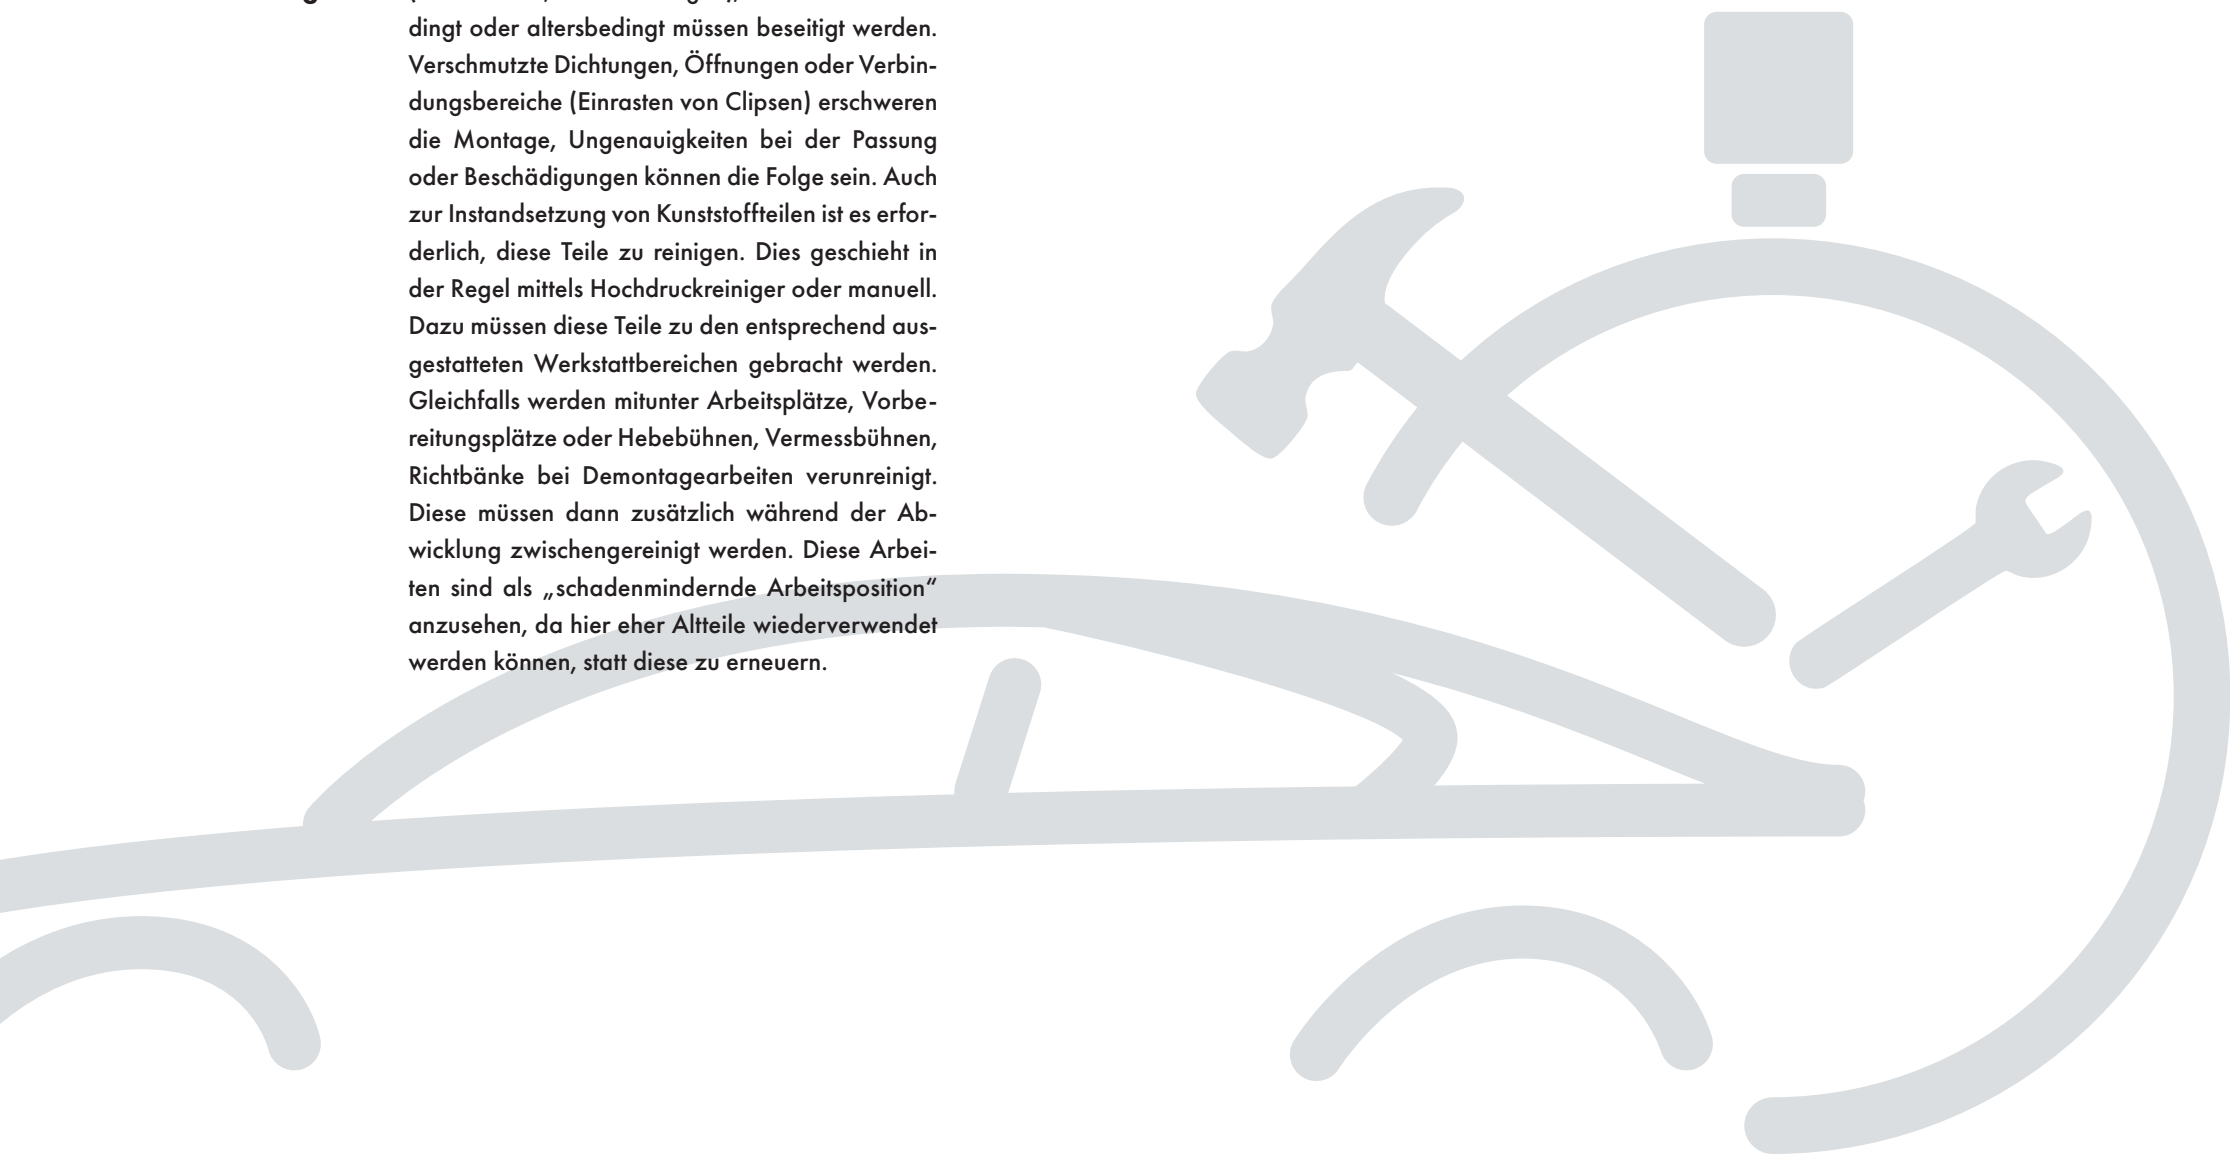 dingt oder altersbedingt müssen beseitigt werden.
Verschmutzte Dichtungen, Öffnungen oder Verbin-
dungsbereiche (Einrasten von Clipsen) erschweren
die Montage, Ungenauigkeiten bei der Passung
oder Beschädigungen können die Folge sein. Auch
zur Instandsetzung von Kunststoffteilen ist es erfor-
derlich, diese Teile zu reinigen. Dies geschieht in
der Regel mittels Hochdruckreiniger oder manuell.
Dazu müssen diese Teile zu den entsprechend aus-
gestatteten Werkstattbereichen gebracht werden.
Gleichfalls werden mitunter Arbeitsplätze, Vorbe-
reitungsplätze oder Hebebühnen, Vermessbühnen,
Richtbänke bei Demontagearbeiten verunreinigt.
Diese müssen dann zusätzlich während der Ab-
wicklung zwischengereinigt werden. Diese Arbei-
ten sind als „schadenmindernde Arbeitsposition“
anzusehen, da hier eher Altteile wiederverwendet
werden können, statt diese zu erneuern.